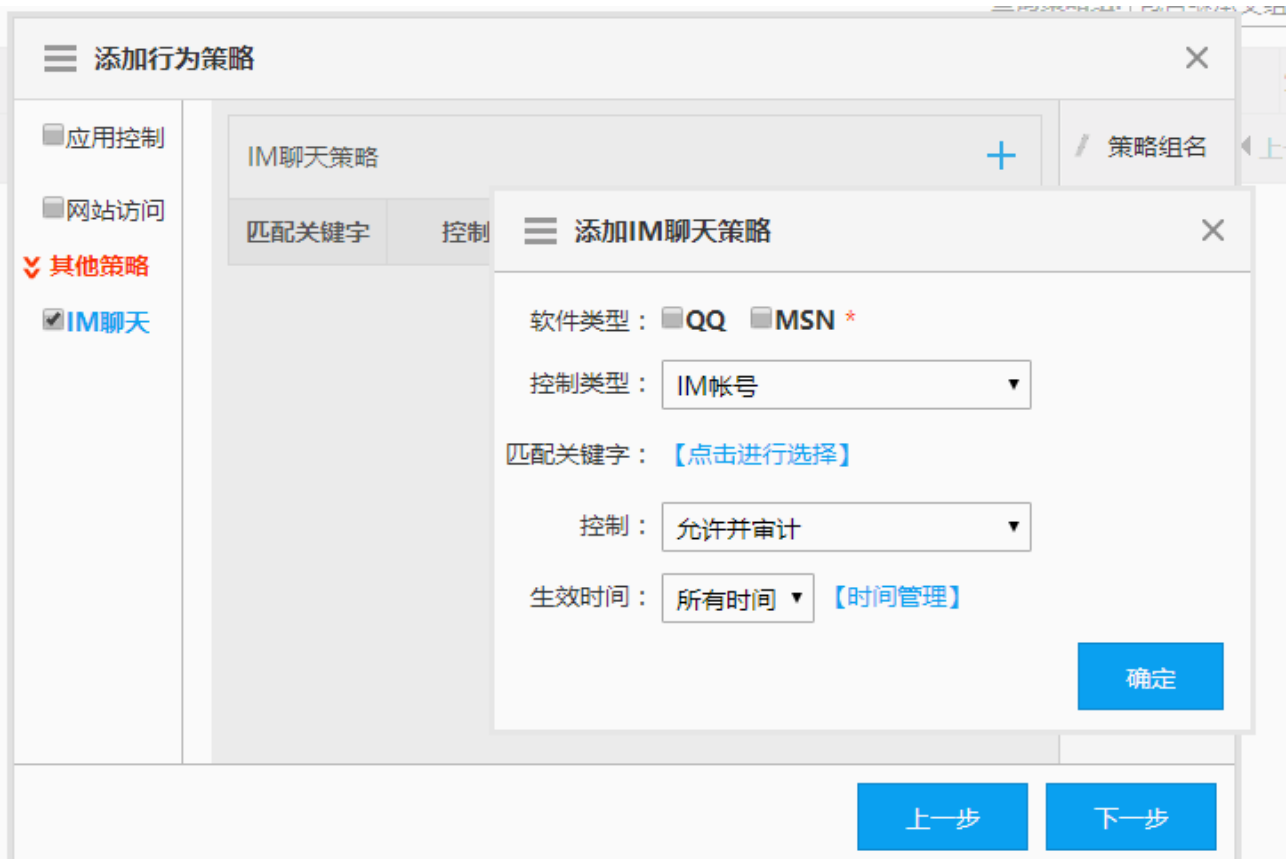 添加行为策略
应用控制
网站访问
其他策略
IM聊天
IM聊天策略
匹配关键字 控制
策略组名
添加IM聊天策略
软件类型： QQ MSN *
控制类型： IM帐号
匹配关键字： 【点击进行选择】
控制： 允许并审计
生效时间： 所有时间 【时间管理】
确定
上一步 下一步